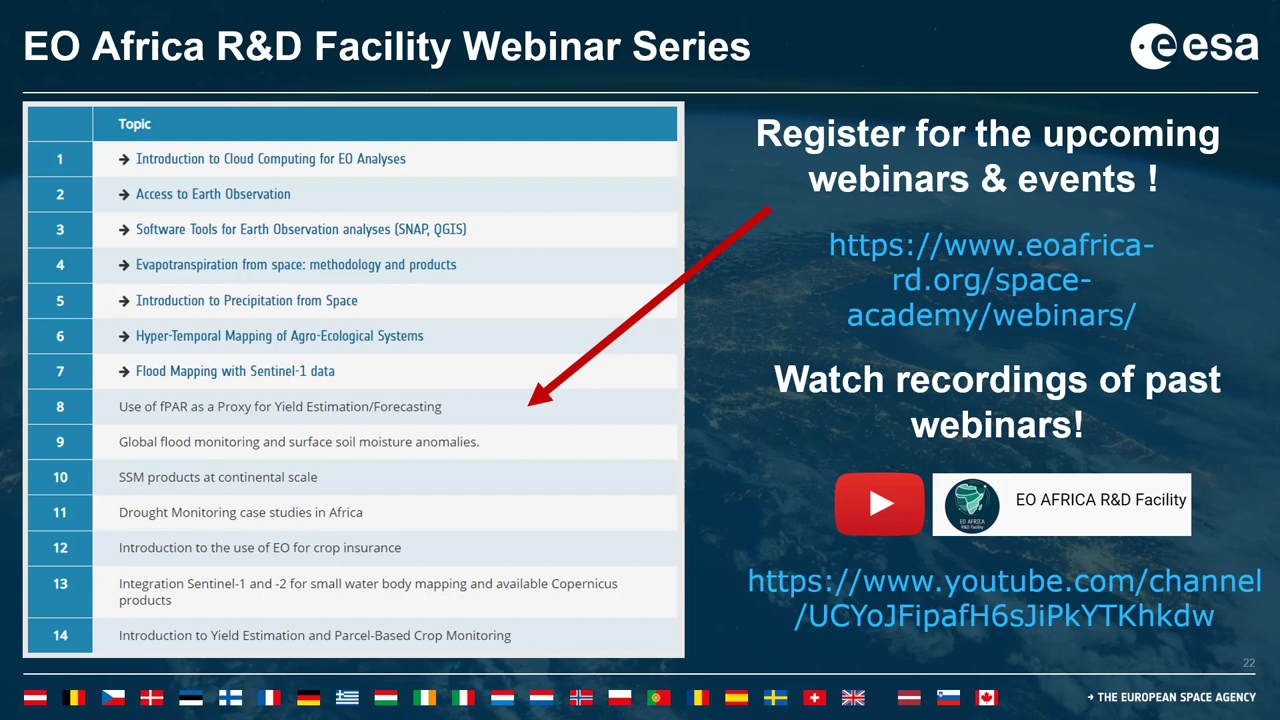 EO Africa R&D Facility Webinar Series
esa
Topic
1 → Introduction to Cloud Computing for EO Analyses
2 → Access to Earth Observation
3 → Software Tools for Earth Observation analyses (SNAP, QGIS)
4 → Evapotranspiration from space: methodology and products
5 → Introduction to Precipitation from Space
6 → Hyper-Temporal Mapping of Agro-Ecological Systems
7 → Flood Mapping with Sentinel-1 data
8 Use of fPAR as a Proxy for Yield Estimation/Forecasting
9 Global flood monitoring and surface soil moisture anomalies.
10 SSM products at continental scale
11 Drought Monitoring case studies in Africa
12 Introduction to the use of EO for crop insurance
13 Integration Sentinel-1 and -2 for small water body mapping and available Copernicus
products
14 Introduction to Yield Estimation and Parcel-Based Crop Monitoring
Register for the upcoming
webinars & events !
https://www.eoafrica-
rd.org/space-
academy/webinars/
Watch recordings of past
webinars!
EO AFRICA
R&D Facility
EO AFRICA R&D Facility
https://www.youtube.com/channel
/UCYoJFipafH6sJiPkYTKhkdw
22
→ THE EUROPEAN SPACE AGENCY